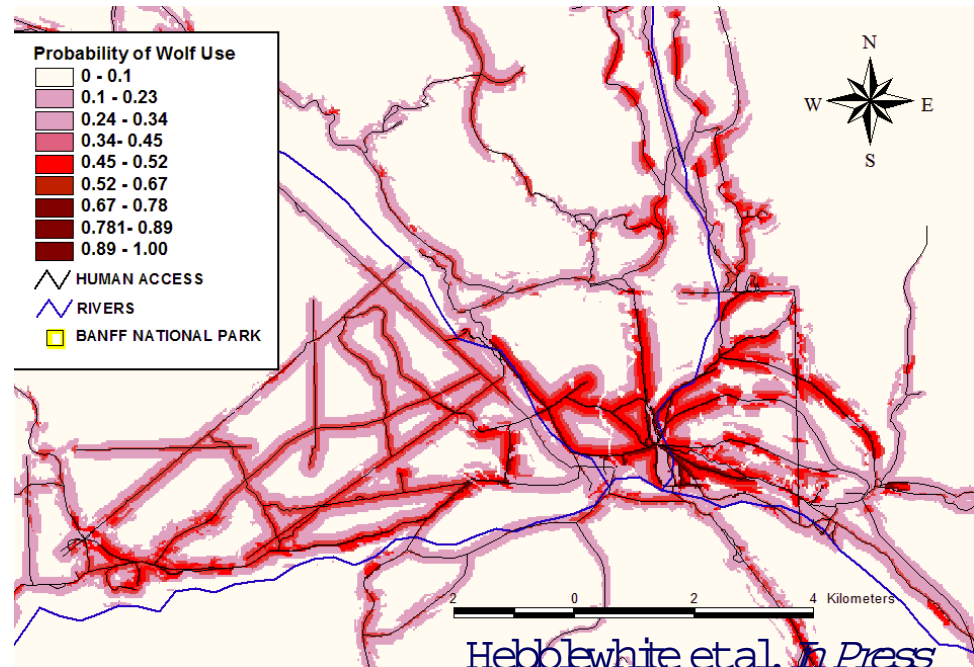 Probability of Wolf Use
0 - 0.1
0.1 - 0.23
0.24 - 0.34
0.34- 0.45
0.45 - 0.52
0.52 - 0.67
0.67 - 0.78
0.781- 0.89
0.89 - 1.00
HUMAN ACCESS
RIVERS
BANFF NATIONAL PARK
N
W E
S
2 0 2 4 Kilometers
Hebblewhite et al. In Press